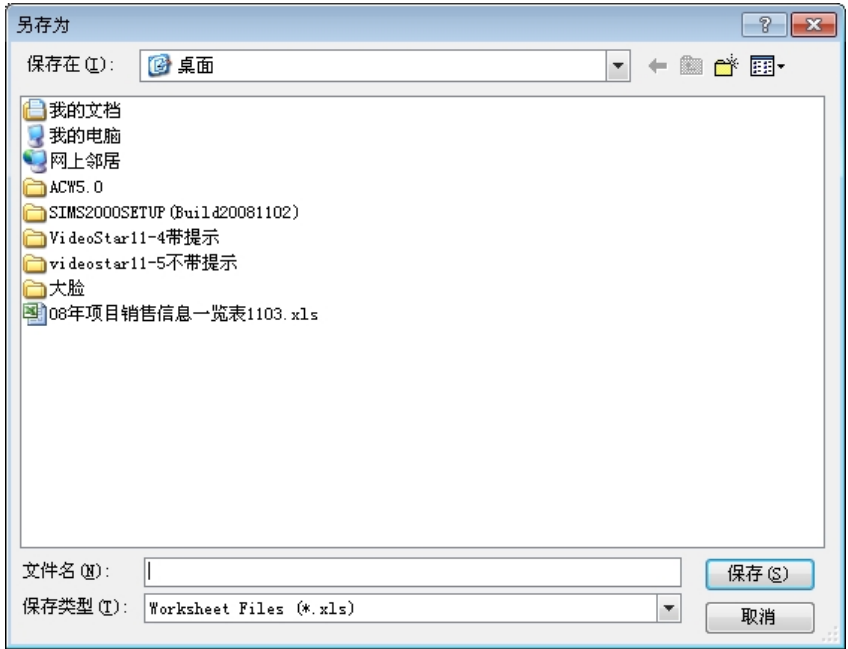 另存为
保存在(I):
桌面
我的文档
我的电脑
网上邻居
ACW5.0
SIMS2000SETUP(Build20081102)
VideoStar11-4带提示
videostar11-5不带提示
大脸
08年项目销售信息一览表1103.xls
文件名(N):
保存(S)
保存类型(T):
Worksheet Files (*.xls)
取消